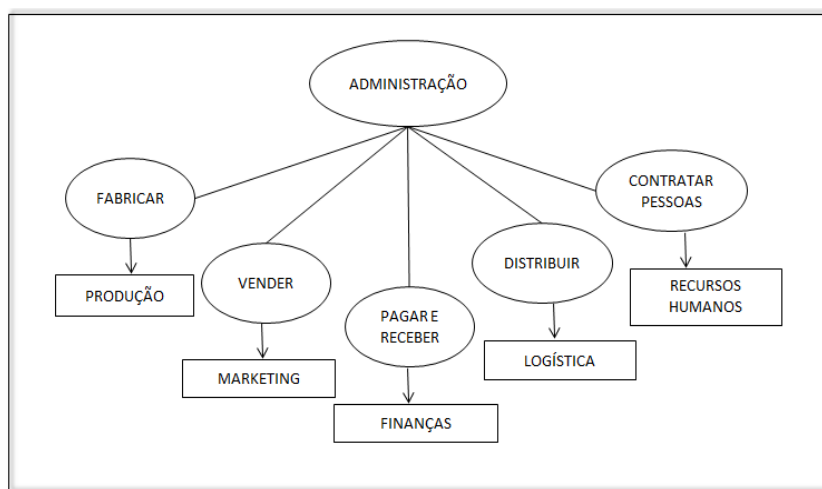 ADMINISTRAÇÃO
FABRICAR
PRODUÇÃO
VENDER
MARKETING
PAGAR E
RECEBER
FINANÇAS
DISTRIBUIR
LOGÍSTICA
CONTRATAR
PESSOAS
RECURSOS
HUMANOS